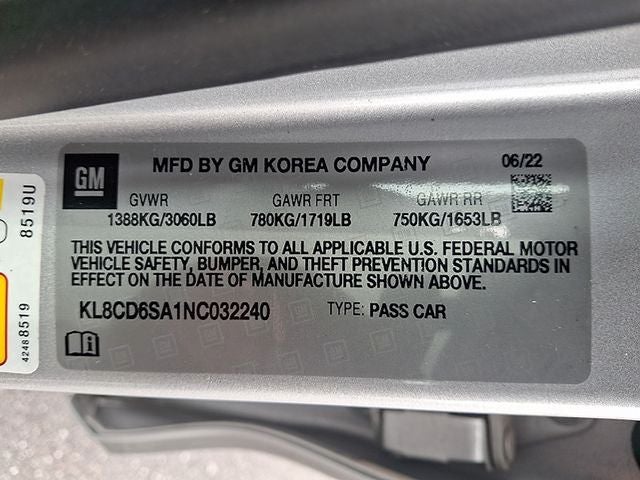 GM
MFD BY GM KOREA COMPANY 06/22
GVWR GAWR FRT GAWR RR
1388KG/3060LB 780KG/1719LB 750KG/1653LB
THIS VEHICLE CONFORMS TO ALL APPLICABLE U.S. FEDERAL MOTOR
VEHICLE SAFETY, BUMPER, AND THEFT PREVENTION STANDARDS IN
EFFECT ON THE DATE OF MANUFACTURE SHOWN ABOVE.
KL8CD6SA1NC032240 TYPE: PASS CAR
8519U
42488519